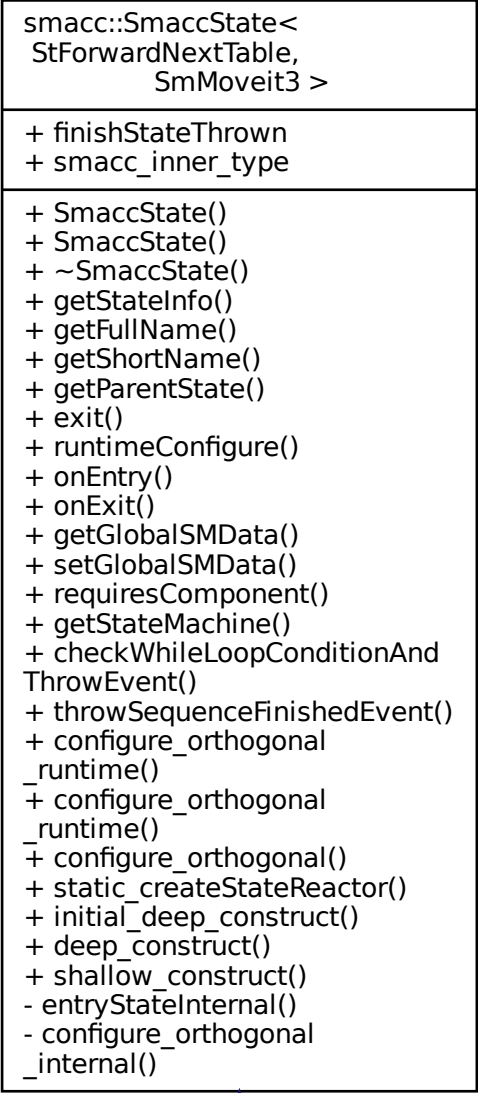 smacc::SmaccState<
StForwardNextTable,
SmMoveit3 >
+ finishStateThrown
+ smacc_inner_type
+ SmaccState()
+ SmaccState()
+ ~SmaccState()
+ getStateInfo()
+ getFullName()
+ getShortName()
+ getParentState()
+ exit()
+ runtimeConfigure()
+ onEntry()
+ onExit()
+ getGlobalSMData()
+ setGlobalSMData()
+ requiresComponent()
+ getStateMachine()
+ checkWhileLoopConditionAnd
ThrowEvent()
+ throwSequenceFinishedEvent()
+ configure_orthogonal
_runtime()
+ configure_orthogonal
_runtime()
+ configure_orthogonal()
+ static_createStateReactor()
+ initial_deep_construct()
+ deep_construct()
+ shallow_construct()
- entryStateInternal()
- configure_orthogonal
_internal()